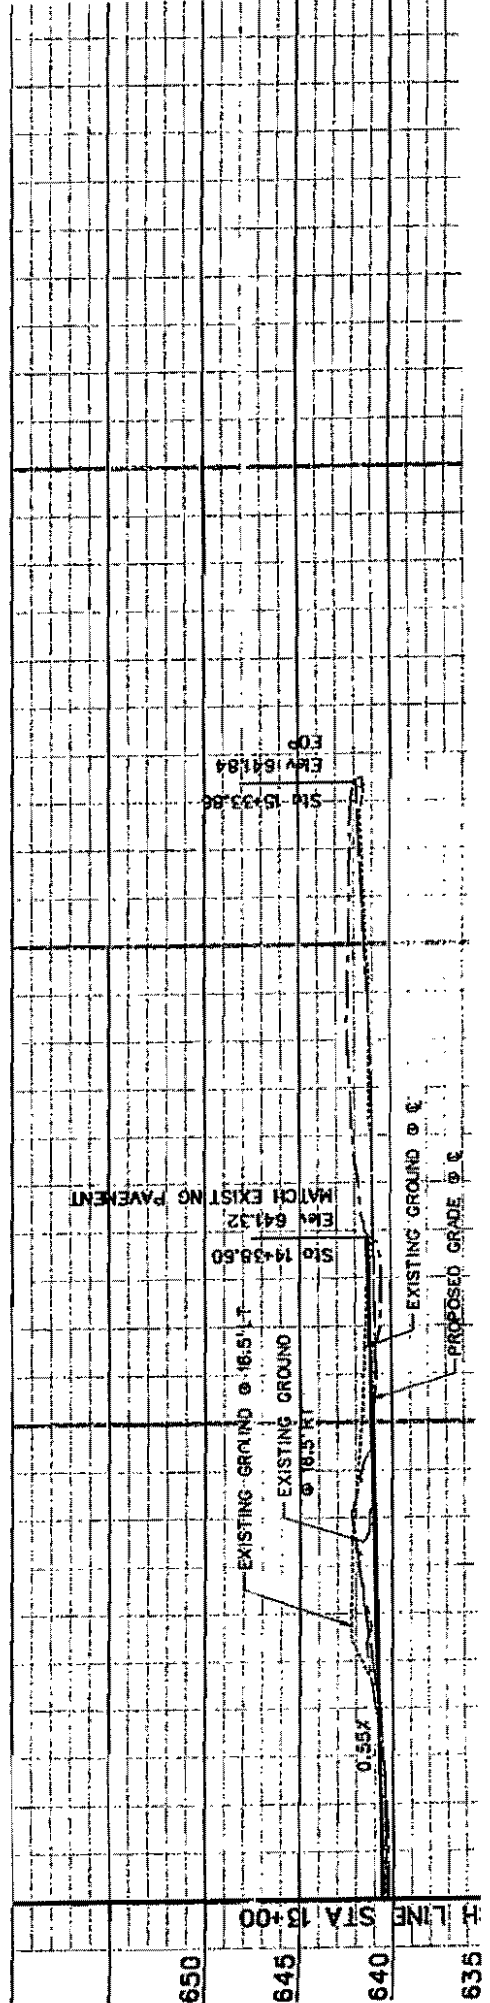 650
645
640
635
H LINE STA 13+00
0.55%
EXISTING GROUND @ 16.5' LT
EXISTING GROUND
@ 16.5' RT
Sta 14+38.60
Elev 641.32
MATCH EXISTING PAVEMENT
EXISTING GROUND @ ℄
PROPOSED GRADE @ ℄
Sta 15+33.86
Elev 641.84
EOP